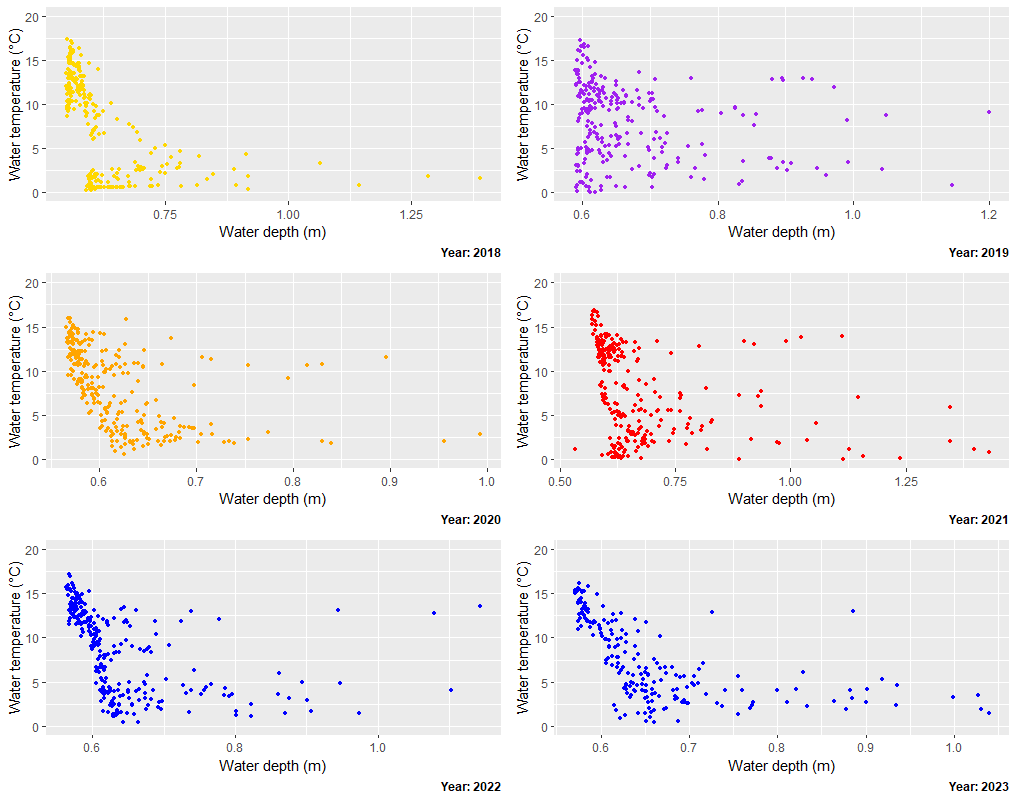 20
15
10
5
0
Water temperature (°C)
0.75 1.00 1.25
Water depth (m)
Year: 2018
20
15
10
5
0
Water temperature (°C)
0.6 0.8 1.0 1.2
Water depth (m)
Year: 2019
20
15
10
5
0
Water temperature (°C)
0.6 0.7 0.8 0.9 1.0
Water depth (m)
Year: 2020
20
15
10
5
0
Water temperature (°C)
0.50 0.75 1.00 1.25
Water depth (m)
Year: 2021
20
15
10
5
0
Water temperature (°C)
0.6 0.8 1.0
Water depth (m)
Year: 2022
20
15
10
5
0
Water temperature (°C)
0.6 0.7 0.8 0.9 1.0
Water depth (m)
Year: 2023